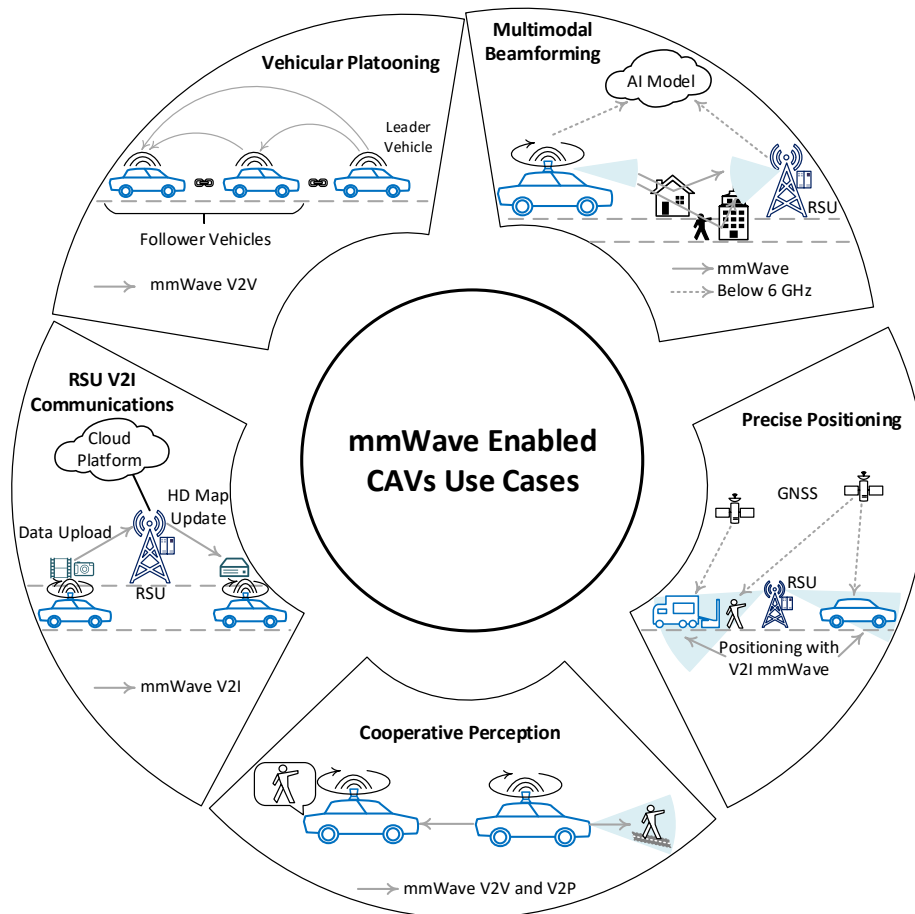 Vehicular Platooning
Leader
Vehicle
Follower Vehicles
mmWave V2V
Multimodal
Beamforming
AI Model
RSU
mmWave
Below 6 GHz
RSU V2I
Communications
Cloud
Platform
HD Map
Update
Data Upload
RSU
mmWave V2I
mmWave Enabled
CAVs Use Cases
Precise Positioning
GNSS
RSU
Positioning with
V2I mmWave
Cooperative Perception
mmWave V2V and V2P